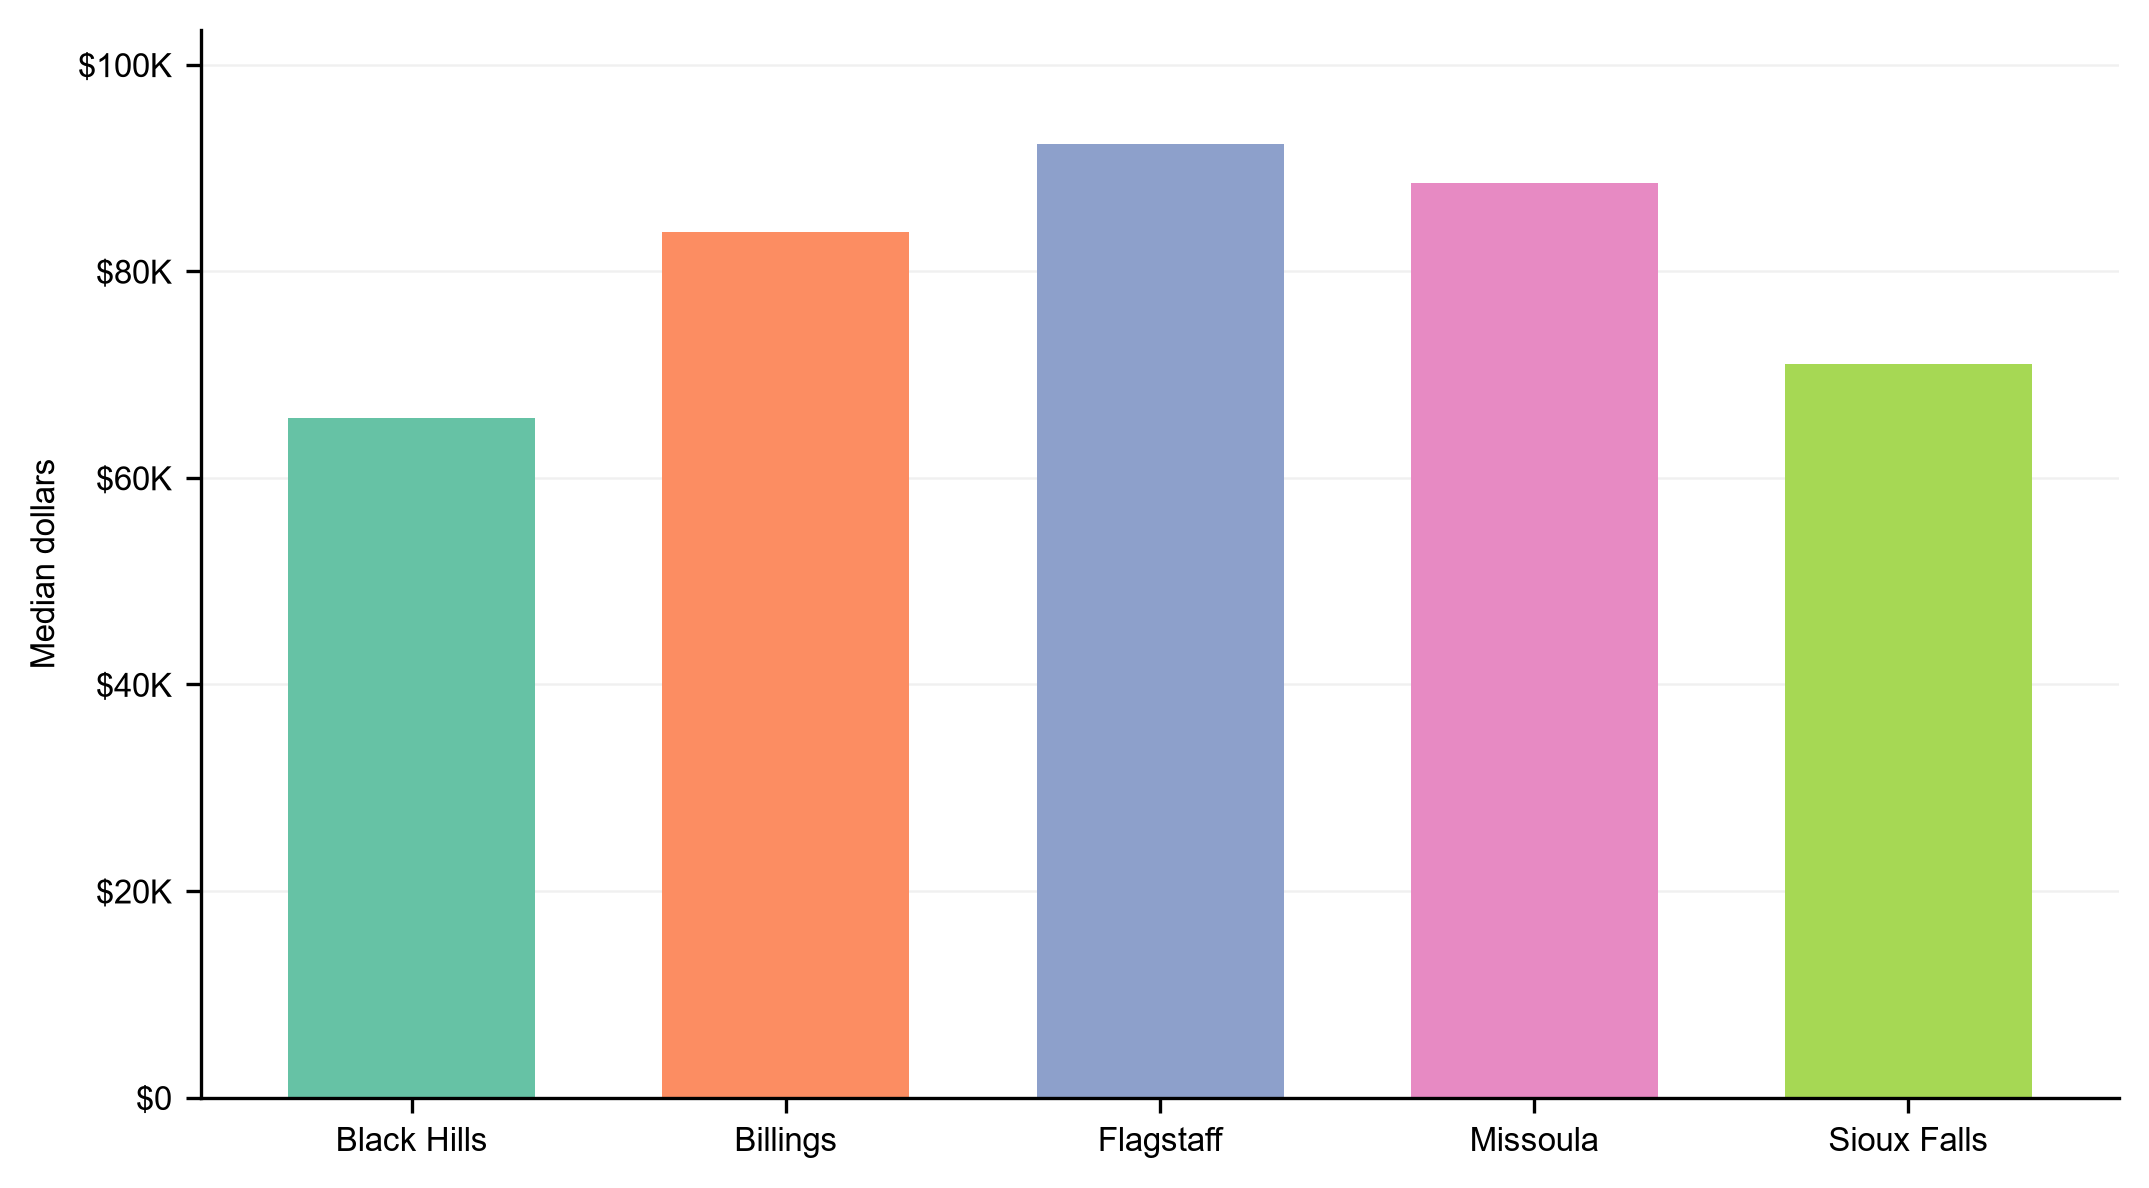 $100K
$80K
$60K
$40K
$20K
$0
Median dollars
Black Hills
Billings
Flagstaff
Missoula
Sioux Falls